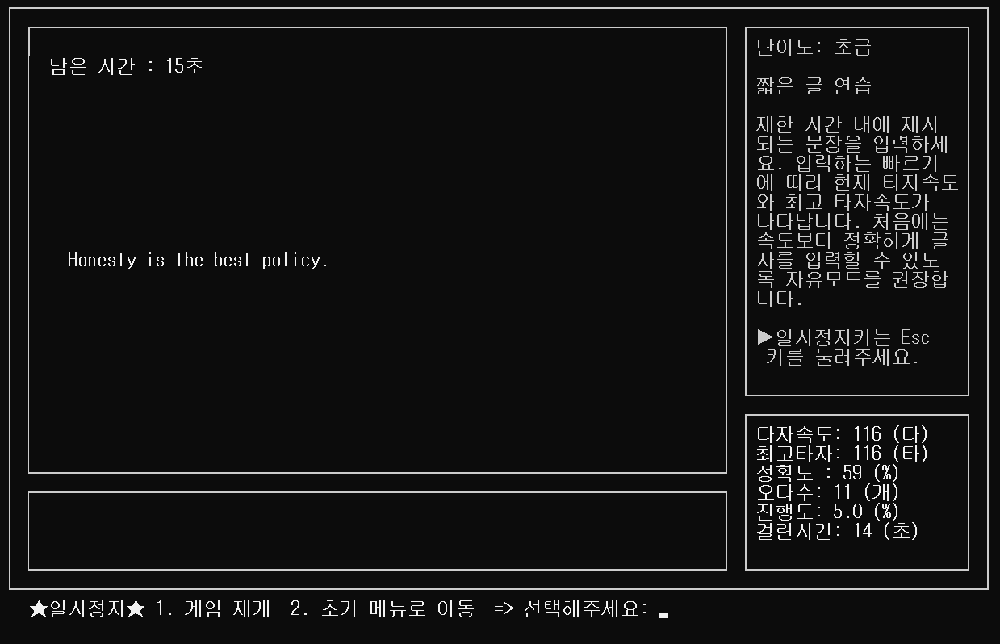 남은 시간 : 15초
Honesty is the best policy.
난이도: 초급
짧은 글 연습
제한 시간 내에 제시
되는 문장을 입력하세
요. 입력하는 빠르기
에 따라 현재 타자속도
와 최고 타자속도가
나타납니다. 처음에는
속도보다 정확하게 글
자를 입력할 수 있도
록 자유모드를 권장합
니다.
▶일시정지키는 Esc
키를 눌러주세요.
타자속도: 116 (타)
최고타자: 116 (타)
정확도 : 59 (%)
오타수: 11 (개)
진행도: 5.0 (%)
걸린시간: 14 (초)
★일시정지★ 1. 게임 재개 2. 초기 메뉴로 이동 => 선택해주세요: